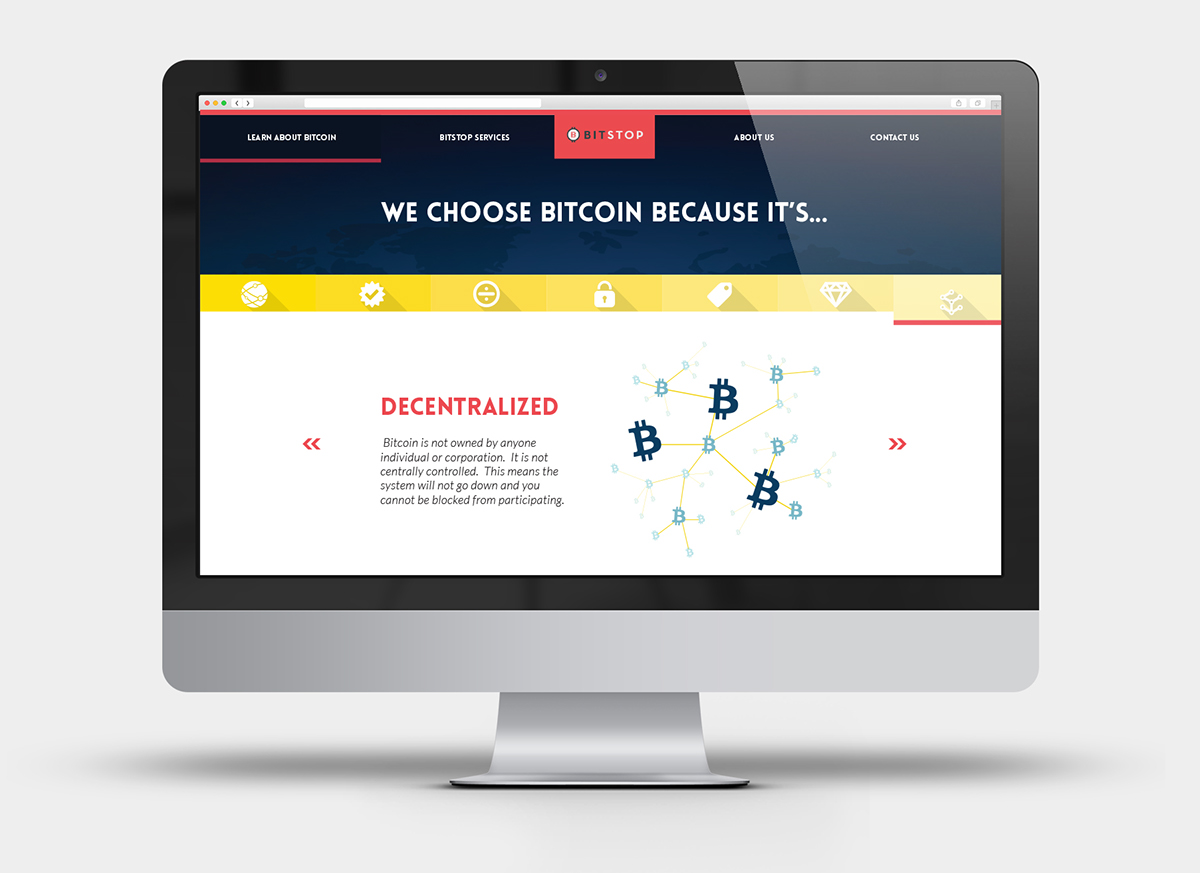 LEARN ABOUT BITCOIN
BITSTOP SERVICES
BITSTOP
ABOUT US
CONTACT US
WE CHOOSE BITCOIN BECAUSE IT'S...
DECENTRALIZED
Bitcoin is not owned by anyone
individual or corporation. It is not
centrally controlled. This means the
system will not go down and you
cannot be blocked from participating.